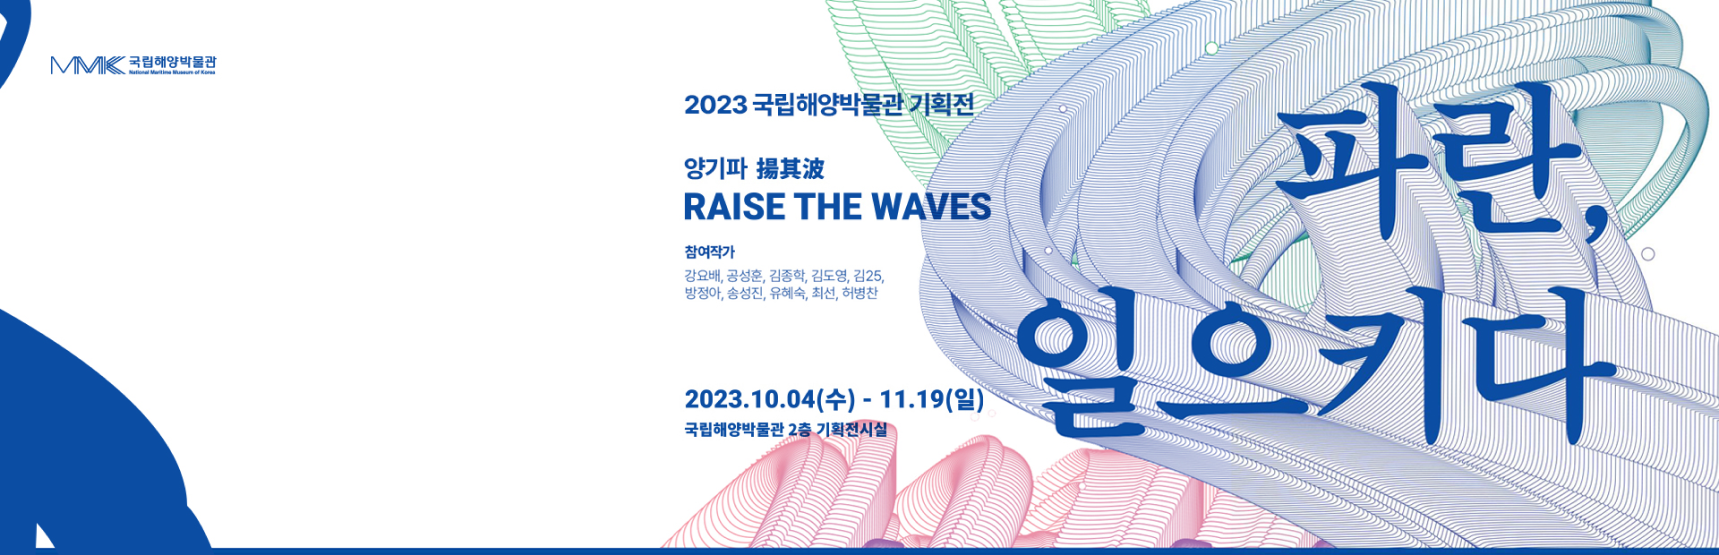 MMK 국립해양박물관
National Maritime Museum of Korea
2023 국립해양박물관 기획전
양기파 揚其波
RAISE THE WAVES
참여작가
강요배, 공성훈, 김종학, 김도영, 김25,
방정아, 송성진, 유혜숙, 최선, 허병찬
2023.10.04(수) - 11.19(일)
국립해양박물관 2층 기획전시실
파란,
일으키다